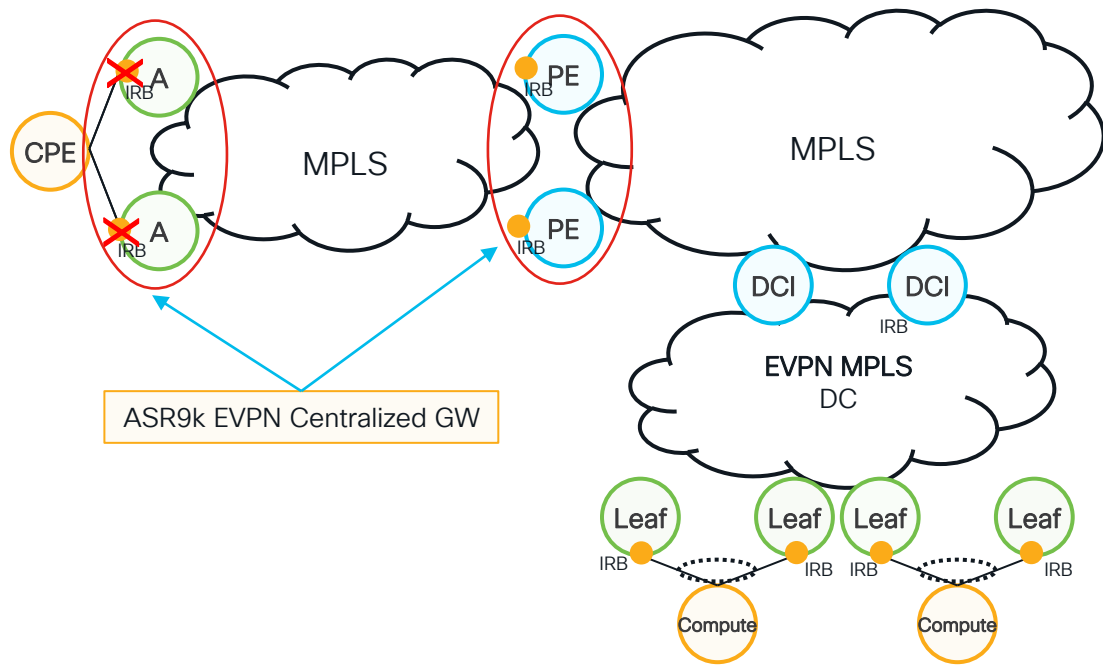 A
IRB
CPE
A
IRB
MPLS
PE
IRB
PE
IRB
MPLS
DCI
DCI
IRB
EVPN MPLS
DC
ASR9k EVPN Centralized GW
Leaf
Leaf
Leaf
Leaf
IRB
IRB
IRB
IRB
Compute
Compute